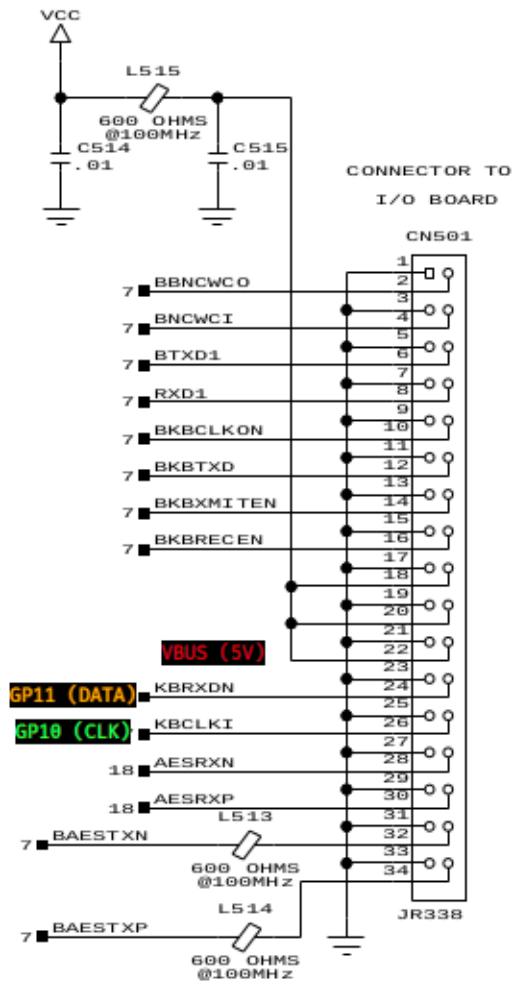 VCC
L515
600 OHMS
@100MHz
C514
.01
C515
.01
CONNECTOR TO
I/O BOARD
CN501
1
2
7 BBNCWCO
3
4
7 BNCWCI
5
6
7 BTXD1
7
8
7 RXD1
9
10
7 BKBCLKON
11
12
7 BKBTXD
13
14
7 BKBXMITEN
15
16
7 BKBRECEN
17
18
19
20
21
22
VBUS (5V)
23
24
GP11 (DATA) KBRXDN
25
26
GP10 (CLK) KBCLKI
27
28
18 AESRXN
29
30
18 AESRXP
L513
31
32
7 BAESTXN
600 OHMS
@100MHz
33
34
L514
JR338
7 BAESTXP
600 OHMS
@100MHz